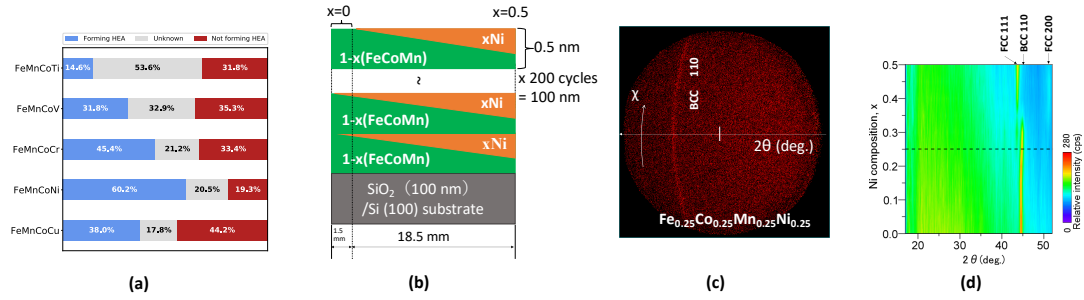 Forming HEA Unknown Not forming HEA
FeMnCoTi 14.6% 53.6% 31.8%
FeMnCoV 31.8% 32.9% 35.3%
FeMnCoCr 45.4% 21.2% 33.4%
FeMnCoNi 60.2% 20.5% 19.3%
FeMnCoCu 38.0% 17.8% 44.2%
(a)
x=0 x=0.5
xNi
1-x(FeCoMn)
0.5 nm
~
x 200 cycles
= 100 nm
xNi
1-x(FeCoMn)
xNi
1-x(FeCoMn)
SiO₂ (100 nm)
/Si (100) substrate
1.5
mm
18.5 mm
(b)
BCC 110
χ
2θ (deg.)
Fe₀.₂₅Co₀.₂₅Mn₀.₂₅Ni₀.₂₅
(c)
FCC 111
BCC 110
FCC 200
Ni composition, x
0.5
0.4
0.3
0.2
0.1
0
20 30 40 50
2θ(deg.)
0 280
Relative intensity (cps)
(d)